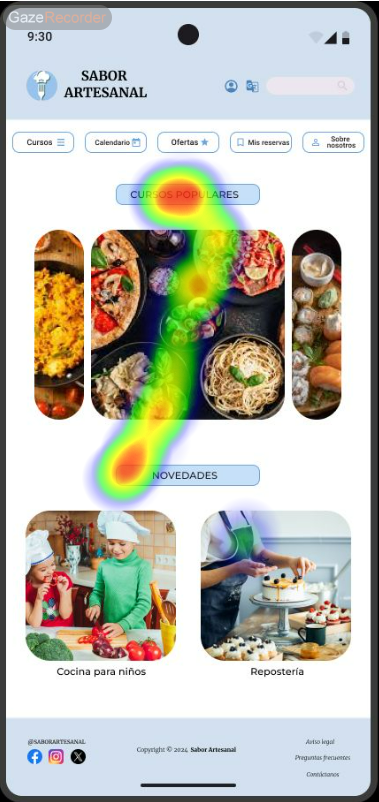 GazeRecorder
9:30
SABOR
ARTESANAL
Cursos
Calendario
Ofertas
Mis reservas
Sobre
nosotros
CURSOS POPULARES
NOVEDADES
Cocina para niños
Repostería
@SABORARTESANAL
Copyright © 2024 Sabor Artesanal
Aviso legal
Preguntas frecuentes
Contáctanos